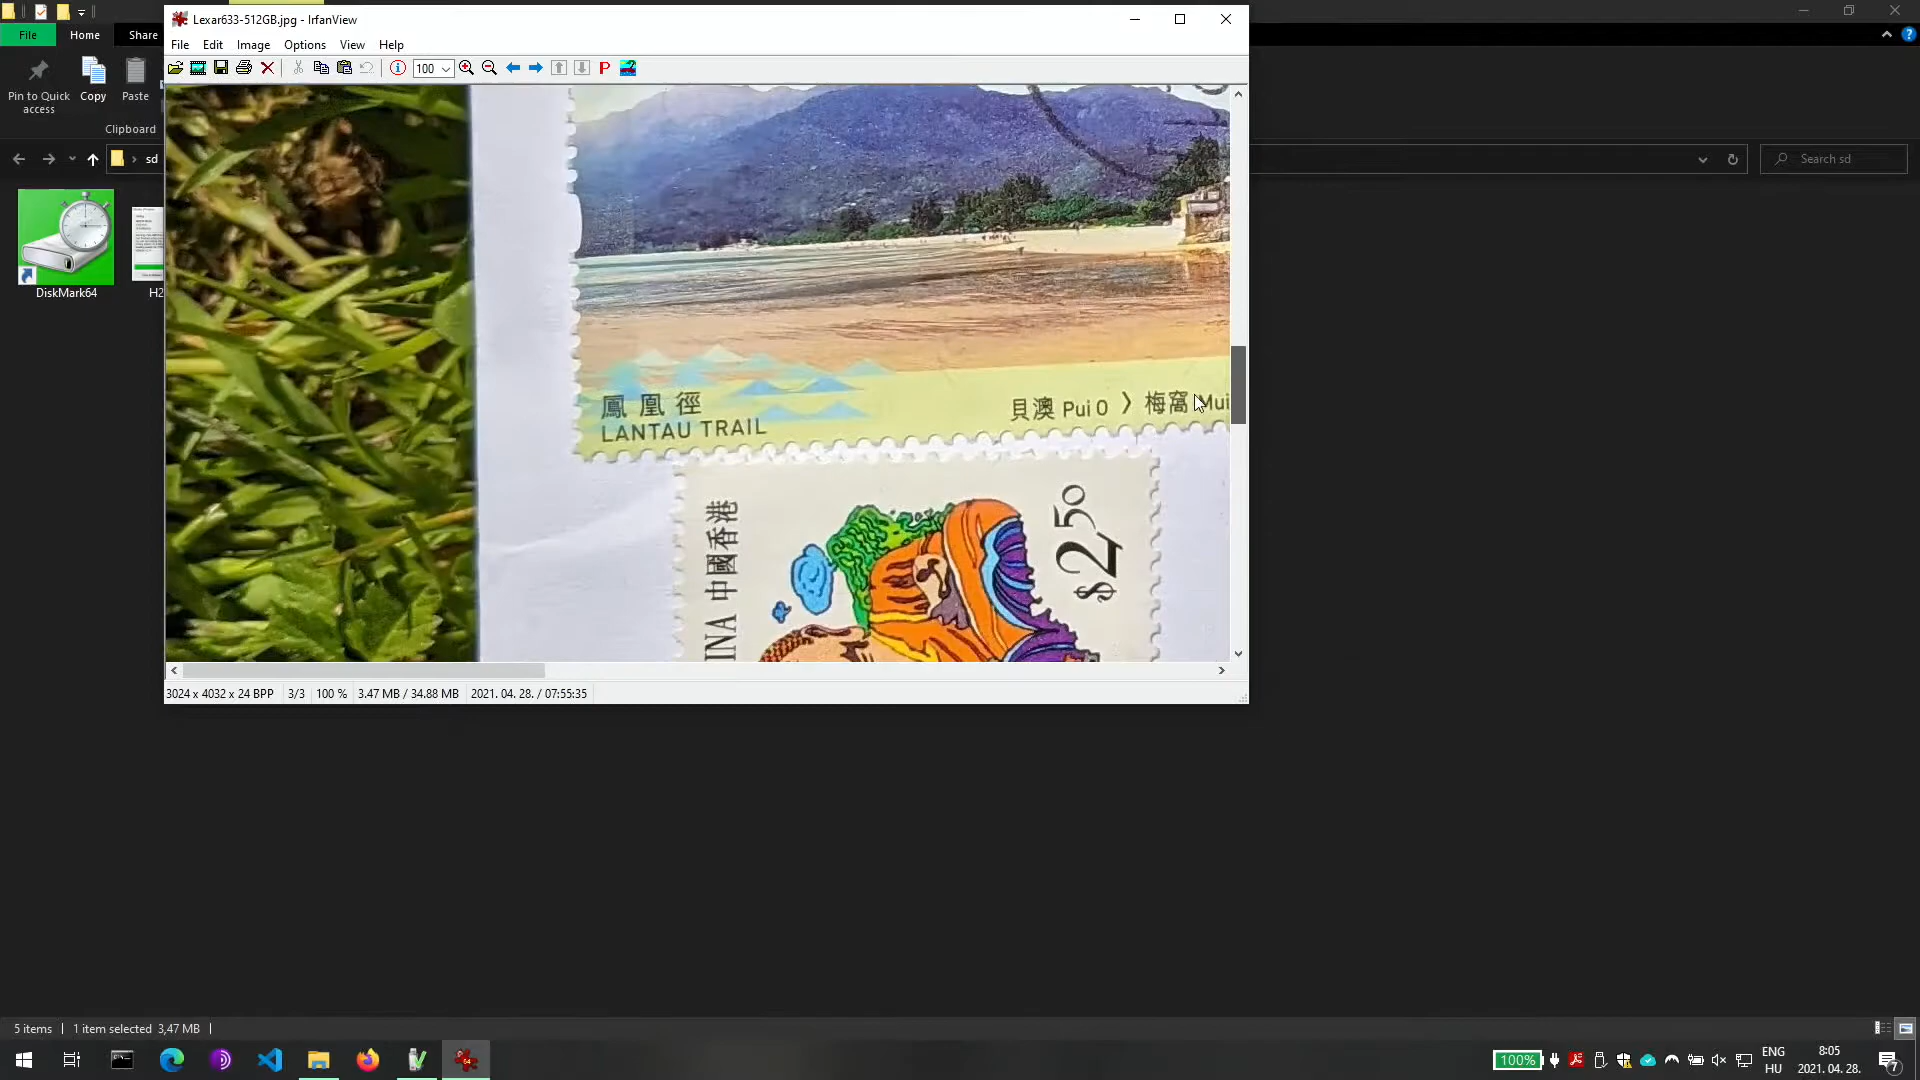 Lexar633-512GB.jpg - IrfanView
File Edit Image Options View Help
100
File Home Share
Pin to Quick access
Copy
Paste
Clipboard
sd
Search sd
DiskMark64
H2
鳳凰徑
LANTAU TRAIL
貝澳 Pui O 〉 梅窩 Mui
中國香港
INA
$2.50
3024 x 4032 x 24 BPP 3/3 100 % 3.47 MB / 34.88 MB 2021. 04. 28. / 07:55:35
5 items 1 item selected 3,47 MB
100%
ENG
HU
8:05
2021. 04. 28.
7